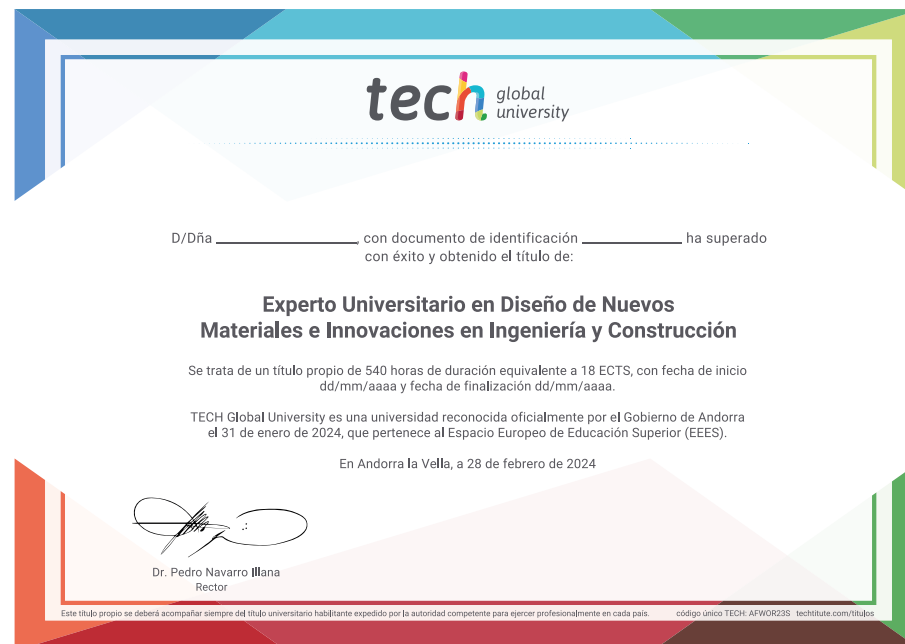 tech global university
D/Dña ____________________, con documento de identificación ______________ ha superado
con éxito y obtenido el título de:
Experto Universitario en Diseño de Nuevos
Materiales e Innovaciones en Ingeniería y Construcción
Se trata de un título propio de 540 horas de duración equivalente a 18 ECTS, con fecha de inicio
dd/mm/aaaa y fecha de finalización dd/mm/aaaa.
TECH Global University es una universidad reconocida oficialmente por el Gobierno de Andorra
el 31 de enero de 2024, que pertenece al Espacio Europeo de Educación Superior (EEES).
En Andorra la Vella, a 28 de febrero de 2024
Dr. Pedro Navarro Illana
Rector
Este título propio se deberá acompañar siempre del título universitario habilitante expedido por la autoridad competente para ejercer profesionalmente en cada país. código único TECH: AFWOR23S techtitute.com/titulos